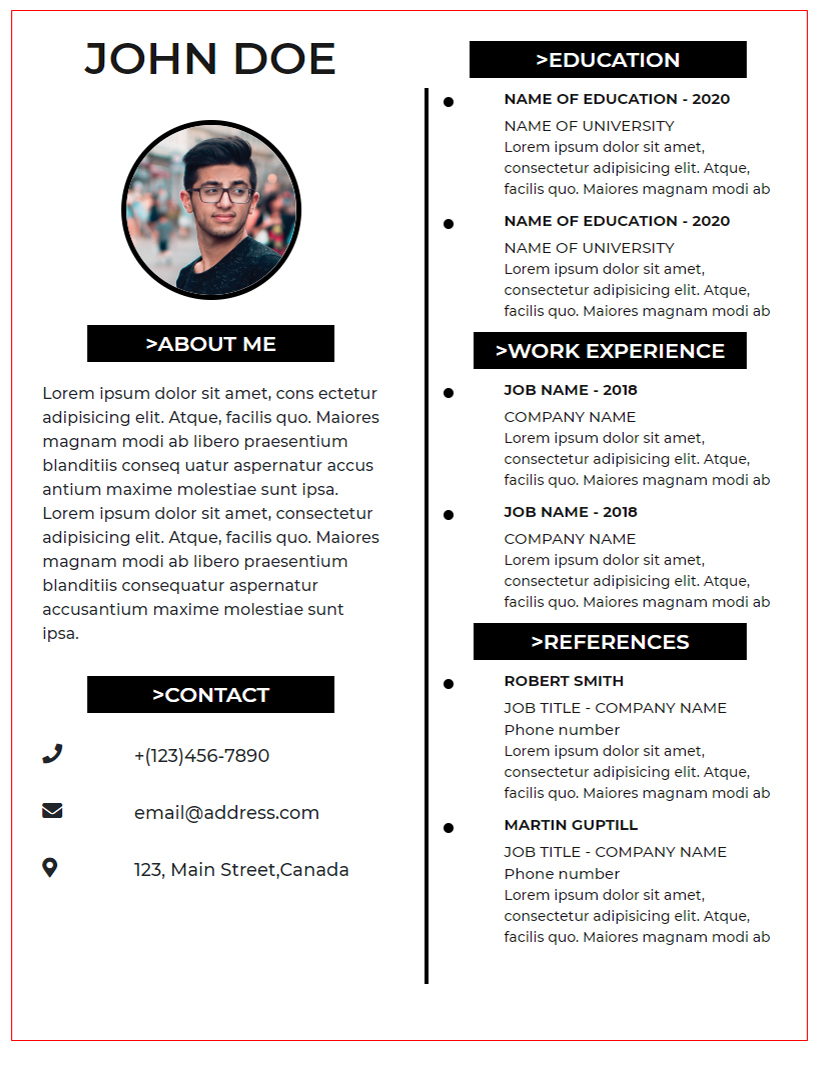 JOHN DOE
>ABOUT ME
Lorem ipsum dolor sit amet, cons ectetur
adipisicing elit. Atque, facilis quo. Maiores
magnam modi ab libero praesentium
blanditiis conseq uatur aspernatur accus
antium maxime molestiae sunt ipsa.
Lorem ipsum dolor sit amet, consectetur
adipisicing elit. Atque, facilis quo. Maiores
magnam modi ab libero praesentium
blanditiis consequatur aspernatur
accusantium maxime molestiae sunt
ipsa.
>CONTACT
+(123)456-7890
email@address.com
123, Main Street,Canada
>EDUCATION
NAME OF EDUCATION - 2020
NAME OF UNIVERSITY
Lorem ipsum dolor sit amet,
consectetur adipisicing elit. Atque,
facilis quo. Maiores magnam modi ab
NAME OF EDUCATION - 2020
NAME OF UNIVERSITY
Lorem ipsum dolor sit amet,
consectetur adipisicing elit. Atque,
facilis quo. Maiores magnam modi ab
>WORK EXPERIENCE
JOB NAME - 2018
COMPANY NAME
Lorem ipsum dolor sit amet,
consectetur adipisicing elit. Atque,
facilis quo. Maiores magnam modi ab
JOB NAME - 2018
COMPANY NAME
Lorem ipsum dolor sit amet,
consectetur adipisicing elit. Atque,
facilis quo. Maiores magnam modi ab
>REFERENCES
ROBERT SMITH
JOB TITLE - COMPANY NAME
Phone number
Lorem ipsum dolor sit amet,
consectetur adipisicing elit. Atque,
facilis quo. Maiores magnam modi ab
MARTIN GUPTILL
JOB TITLE - COMPANY NAME
Phone number
Lorem ipsum dolor sit amet,
consectetur adipisicing elit. Atque,
facilis quo. Maiores magnam modi ab